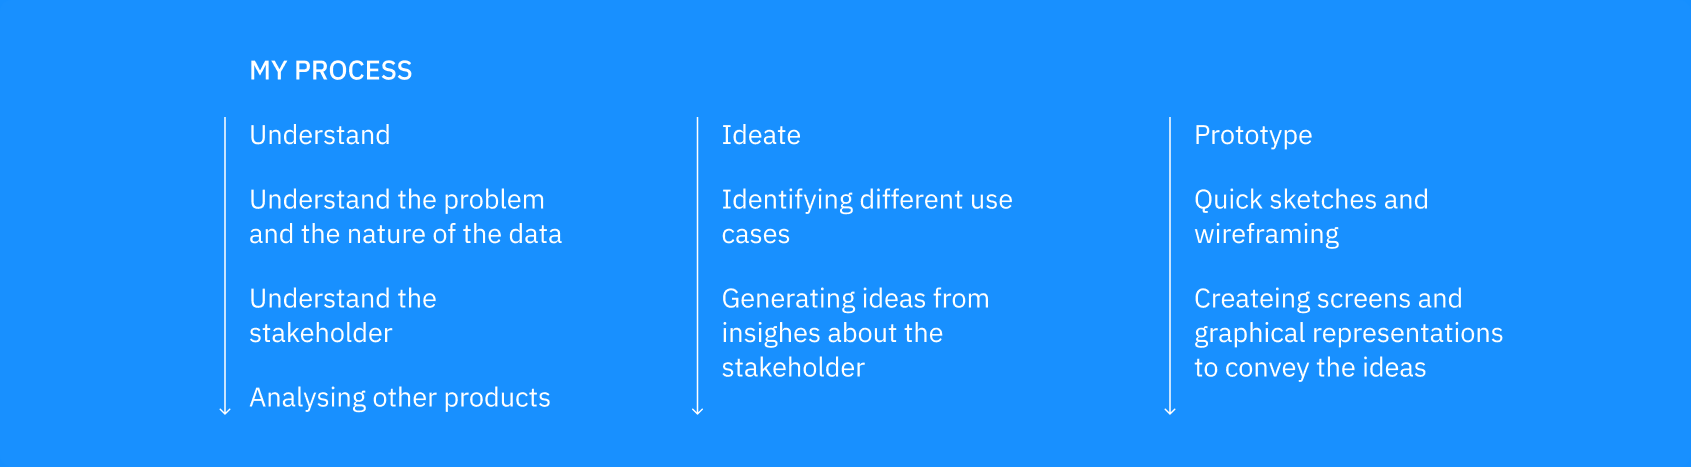 MY PROCESS
Understand
Understand the problem
and the nature of the data
Understand the
stakeholder
Analysing other products
Ideate
Identifying different use
cases
Generating ideas from
insighes about the
stakeholder
Prototype
Quick sketches and
wireframing
Createing screens and
graphical representations
to convey the ideas